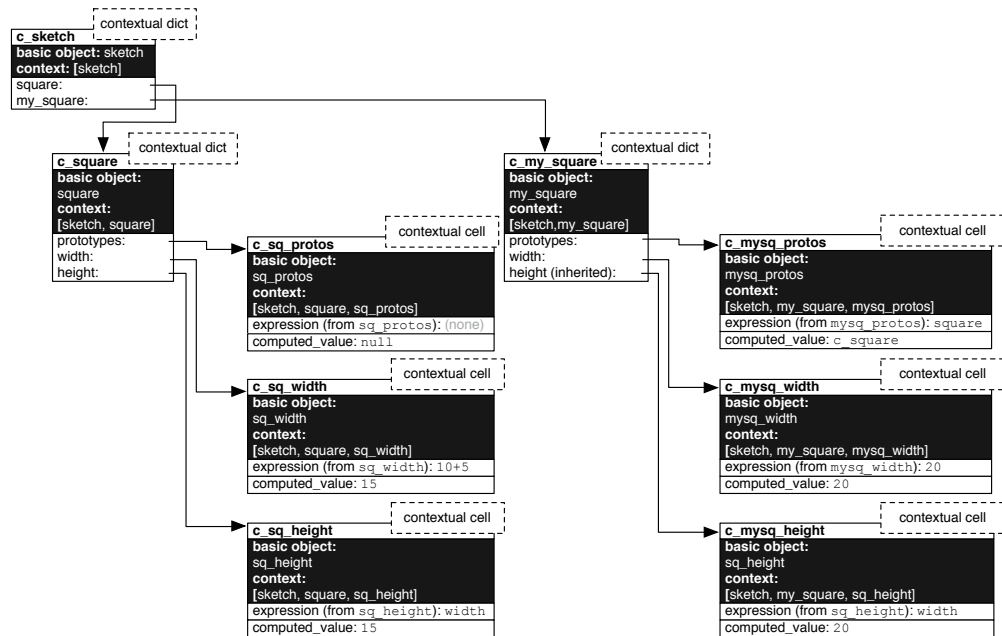 contextual dict
c_sketch
basic object: sketch
context: [sketch]
square:
my_square:
contextual dict
c_square
basic object:
square
context:
[sketch, square]
prototypes:
width:
height:
contextual cell
c_sq_protos
basic object:
sq_protos
context:
[sketch, square, sq_protos]
expression (from sq_protos): (none)
computed_value: null
contextual cell
c_sq_width
basic object:
sq_width
context:
[sketch, square, sq_width]
expression (from sq_width): 10+5
computed_value: 15
contextual cell
c_sq_height
basic object:
sq_height
context:
[sketch, square, sq_height]
expression (from sq_height): width
computed_value: 15
contextual dict
c_my_square
basic object:
my_square
context:
[sketch,my_square]
prototypes:
width:
height (inherited):
contextual cell
c_mysq_protos
basic object:
mysq_protos
context:
[sketch, my_square, mysq_protos]
expression (from mysq_protos): square
computed_value: c_square
contextual cell
c_mysq_width
basic object:
mysq_width
context:
[sketch, my_square, mysq_width]
expression (from mysq_width): 20
computed_value: 20
contextual cell
c_mysq_height
basic object:
sq_height
context:
[sketch, my_square, sq_height]
expression (from sq_height): width
computed_value: 20